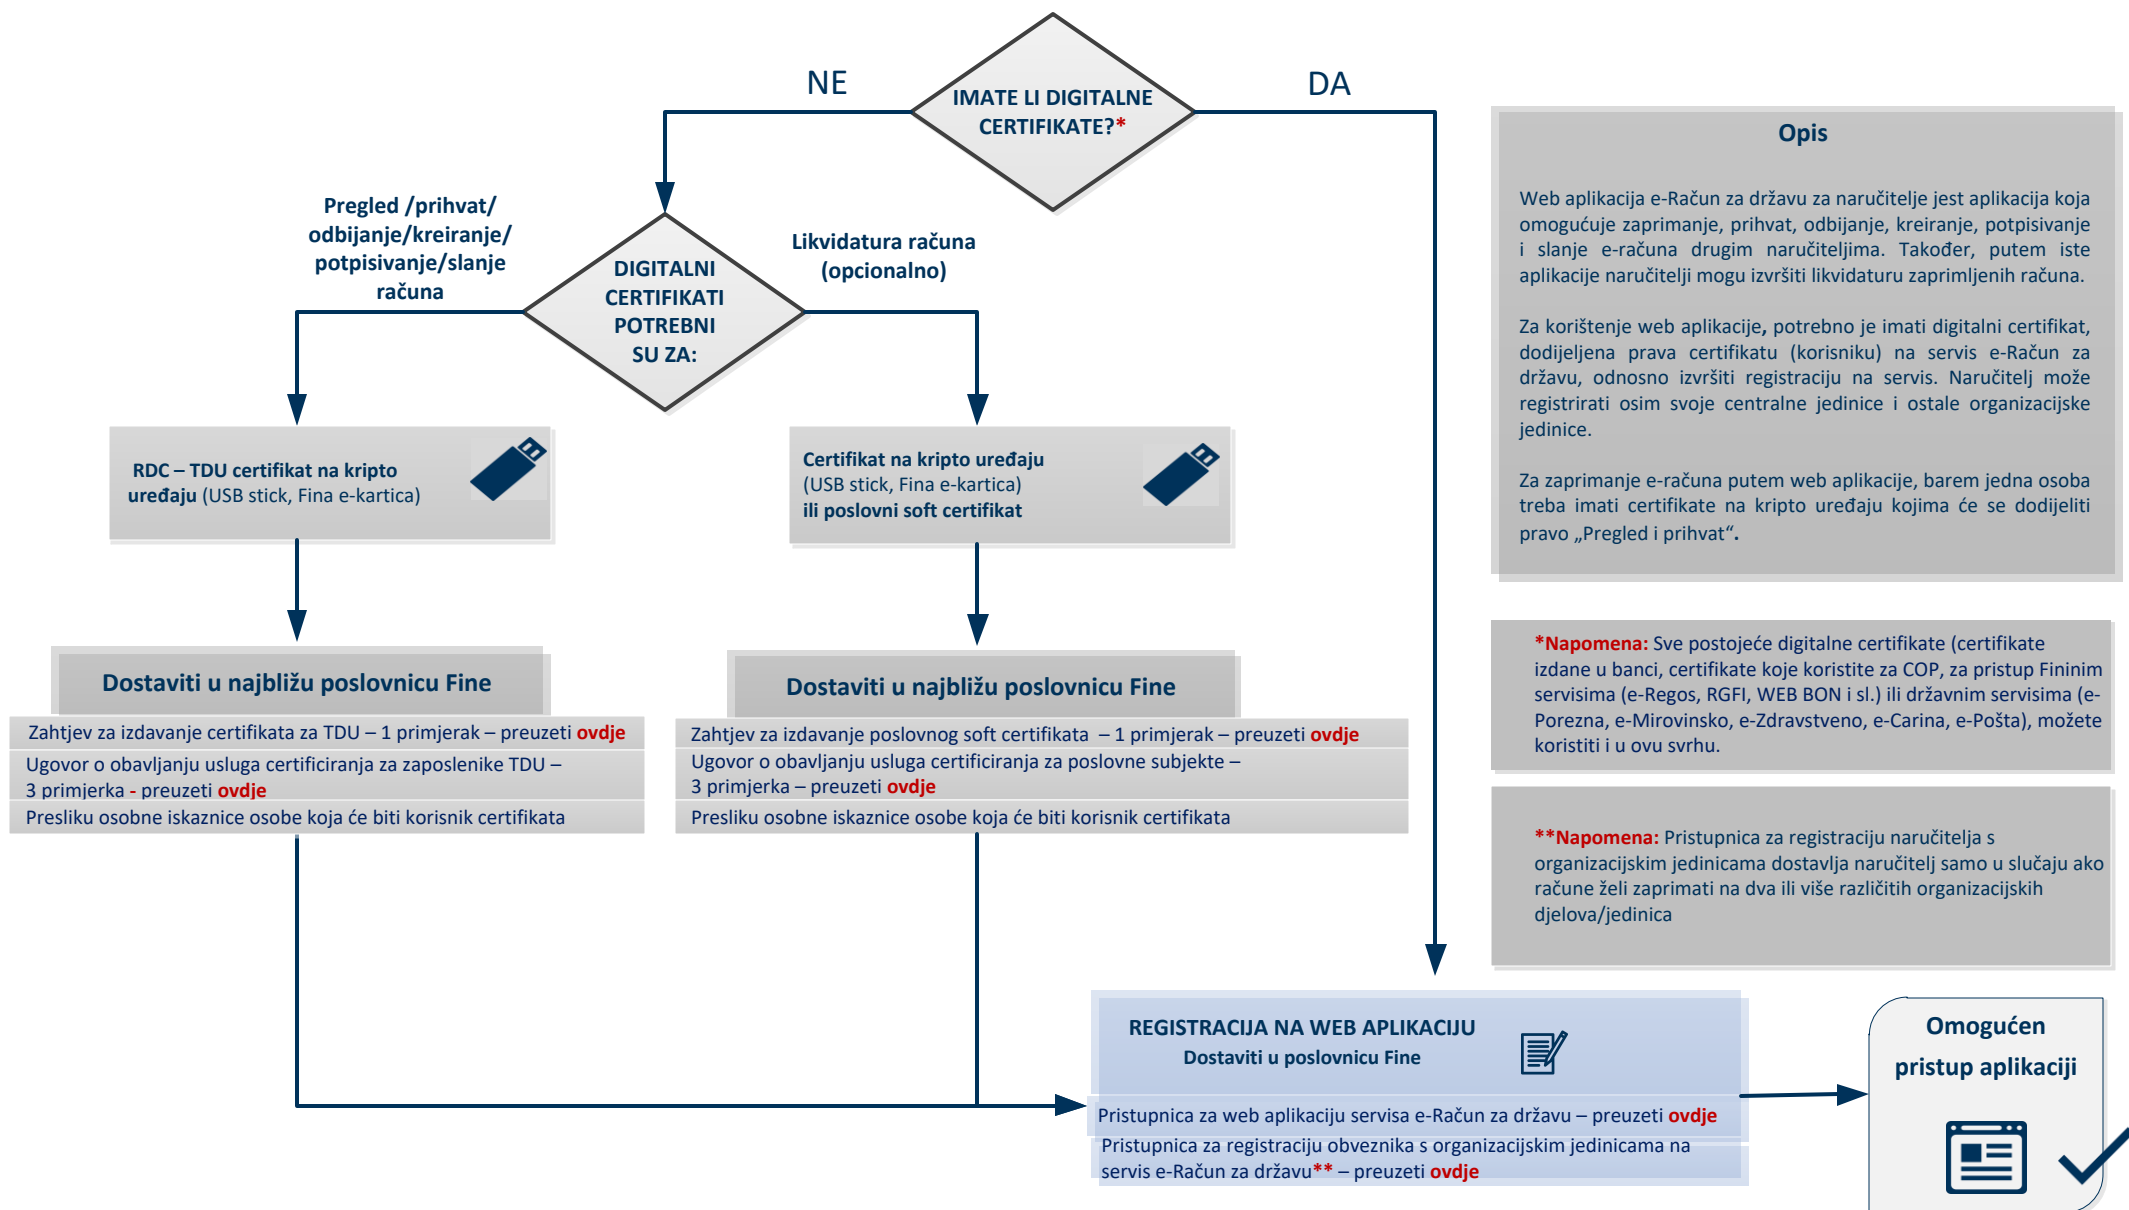 IMATE LI DIGITALNE
CERTIFIKATE?*
NE
DA
Pregled /prihvat/
odbijanje/kreiranje/
potpisivanje/slanje
računa
DIGITALNI
CERTIFIKATI
POTREBNI
SU ZA:
Likvidatura računa
(opcionalno)
RDC – TDU certifikat na kripto
uređaju (USB stick, Fina e-kartica)
Certifikat na kripto uređaju
(USB stick, Fina e-kartica)
ili poslovni soft certifikat
Dostaviti u najbližu poslovnicu Fine
Zahtjev za izdavanje certifikata za TDU – 1 primjerak – preuzeti ovdje
Ugovor o obavljanju usluga certificiranja za zaposlenike TDU –
3 primjerka - preuzeti ovdje
Presliku osobne iskaznice osobe koja će biti korisnik certifikata
Dostaviti u najbližu poslovnicu Fine
Zahtjev za izdavanje poslovnog soft certifikata – 1 primjerak – preuzeti ovdje
Ugovor o obavljanju usluga certificiranja za poslovne subjekte –
3 primjerka – preuzeti ovdje
Presliku osobne iskaznice osobe koja će biti korisnik certifikata
Opis
Web aplikacija e-Račun za državu za naručitelje jest aplikacija koja
omogućuje zaprimanje, prihvat, odbijanje, kreiranje, potpisivanje
i slanje e-računa drugim naručiteljima. Također, putem iste
aplikacije naručitelji mogu izvršiti likvidaturu zaprimljenih računa.
Za korištenje web aplikacije, potrebno je imati digitalni certifikat,
dodijeljena prava certifikatu (korisniku) na servis e-Račun za
državu, odnosno izvršiti registraciju na servis. Naručitelj može
registrirati osim svoje centralne jedinice i ostale organizacijske
jedinice.
Za zaprimanje e-računa putem web aplikacije, barem jedna osoba
treba imati certifikate na kripto uređaju kojima će se dodijeliti
pravo „Pregled i prihvat“.
*Napomena: Sve postojeće digitalne certifikate (certifikate
izdane u banci, certifikate koje koristite za COP, za pristup Fininim
servisima (e-Regos, RGFI, WEB BON i sl.) ili državnim servisima (e-
Porezna, e-Mirovinsko, e-Zdravstveno, e-Carina, e-Pošta), možete
koristiti i u ovu svrhu.
**Napomena: Pristupnica za registraciju naručitelja s
organizacijskim jedinicama dostavlja naručitelj samo u slučaju ako
račune želi zaprimati na dva ili više različitih organizacijskih
djelova/jedinica
REGISTRACIJA NA WEB APLIKACIJU
Dostaviti u poslovnicu Fine
Pristupnica za web aplikaciju servisa e-Račun za državu – preuzeti ovdje
Pristupnica za registraciju obveznika s organizacijskim jedinicama na
servis e-Račun za državu** – preuzeti ovdje
Omogućen
pristup aplikaciji